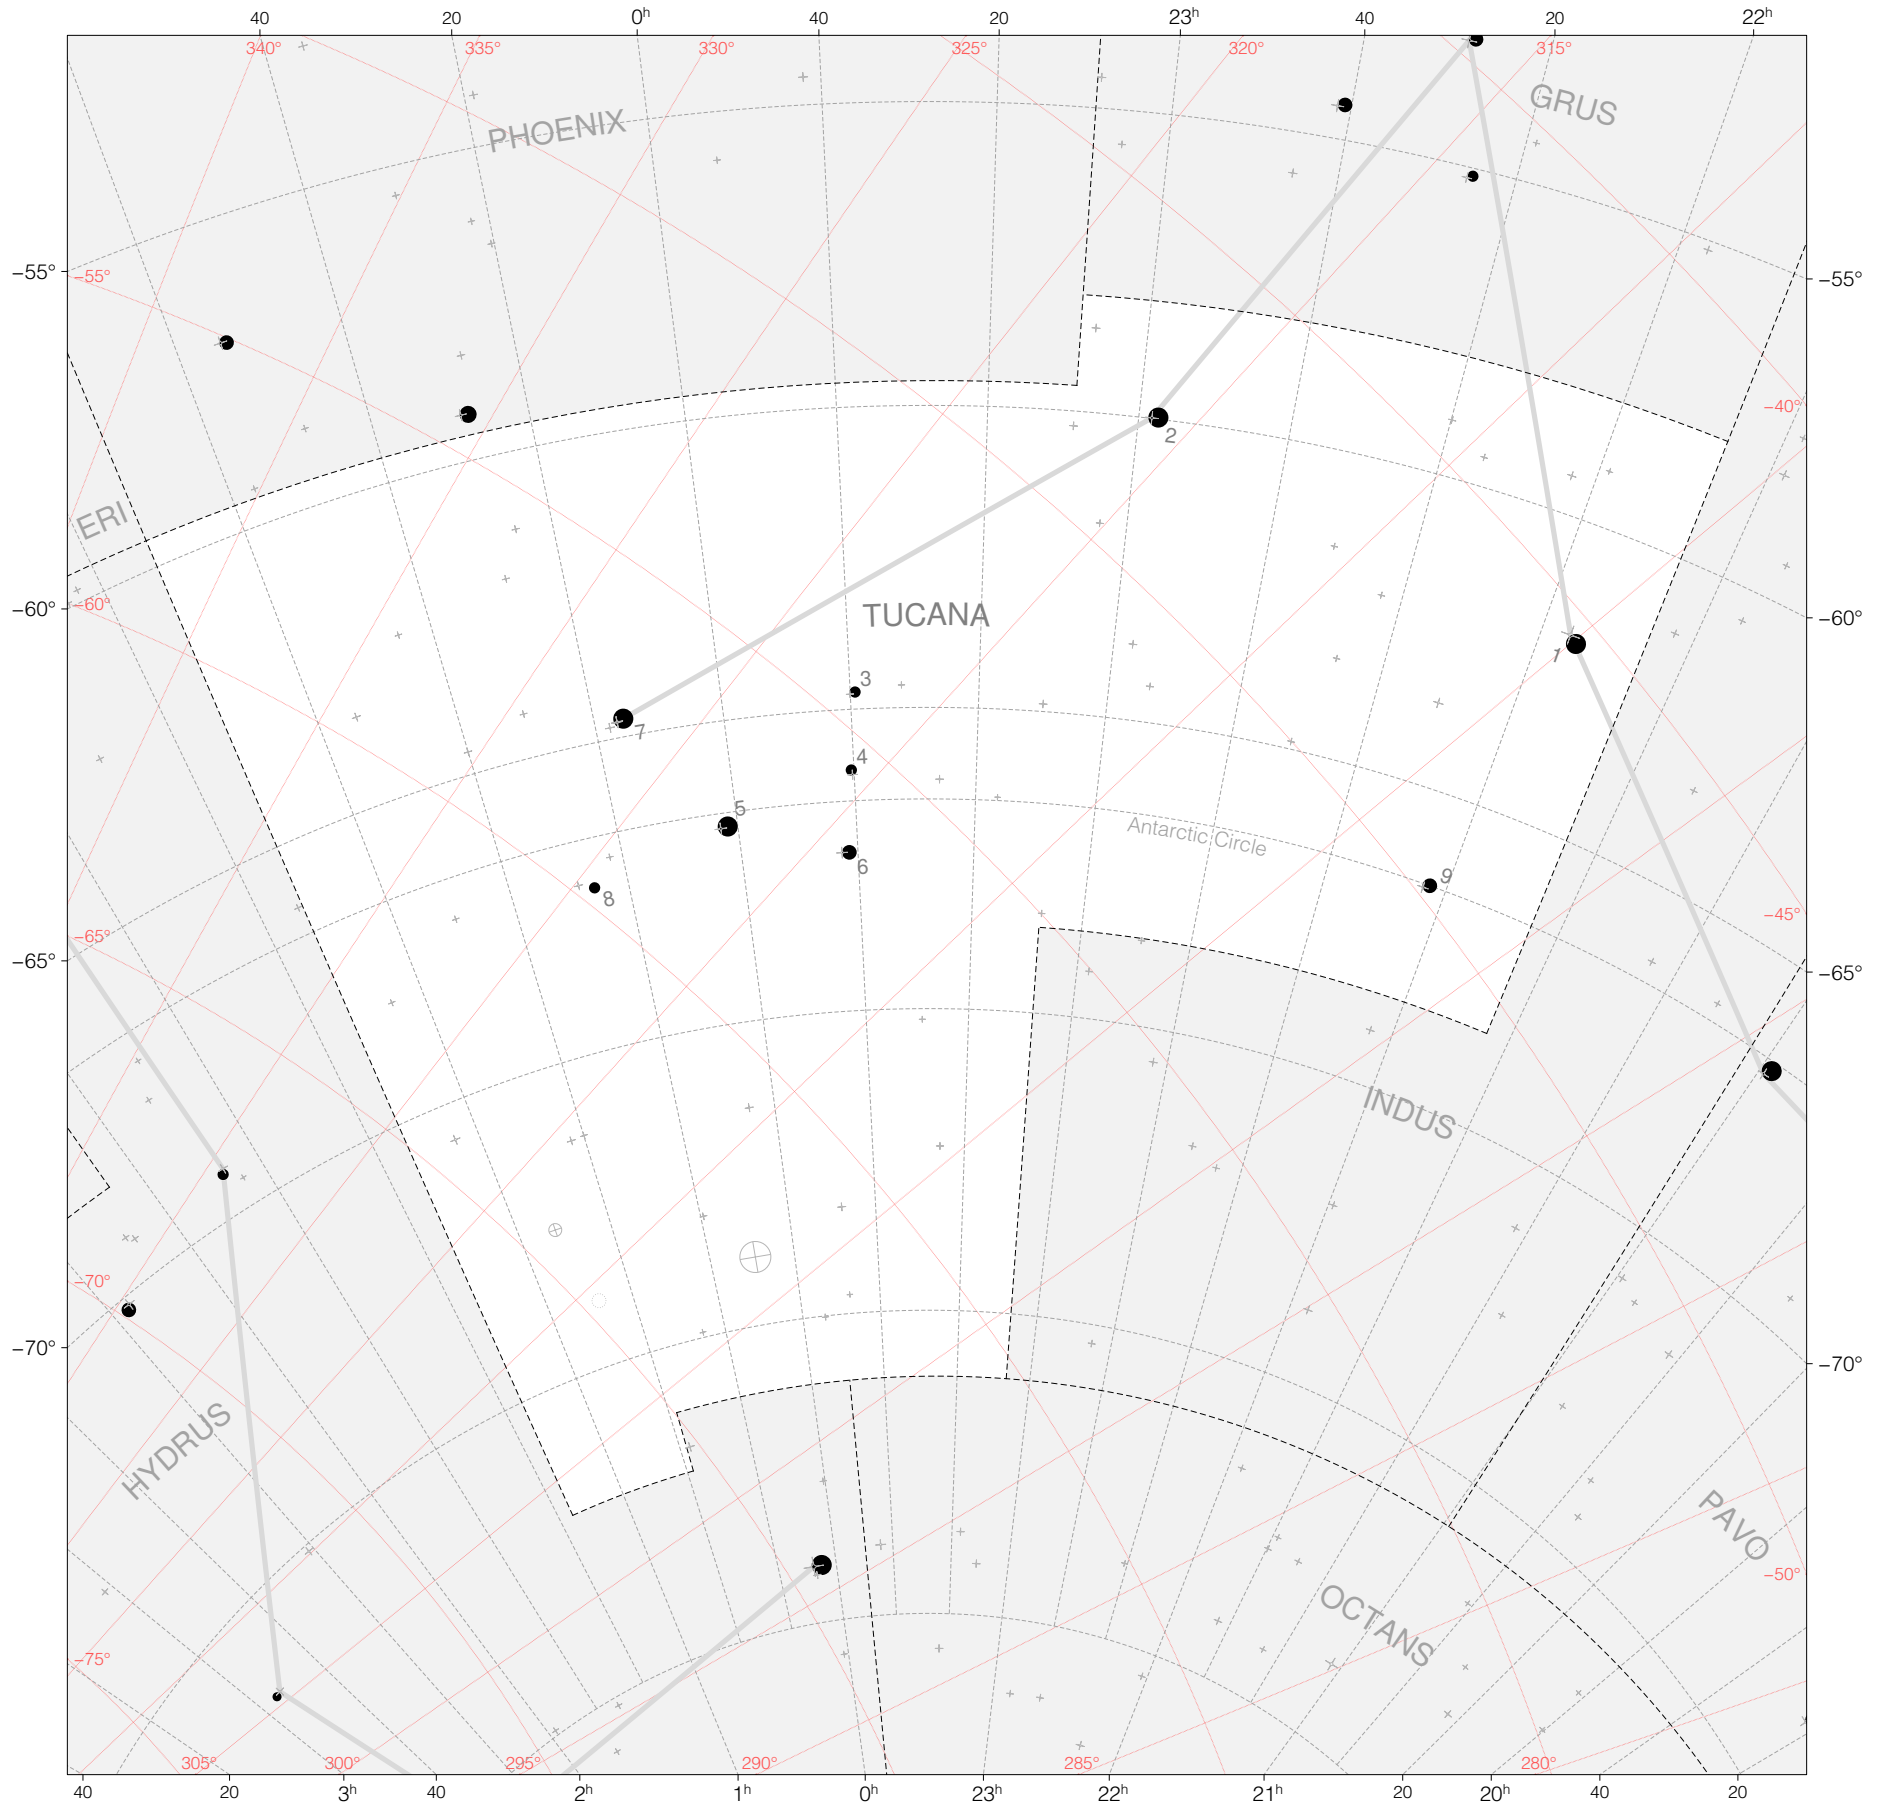 40 20 0h 40 20 23h 40 20 22h
340° 335° 330° 325° 320° 315°
GRUS
PHOENIX
−55° −55° −55°
−40°
2
ERI
−60° −60° −60°
TUCANA
1
3
7
4
5
Antarctic Circle
6
9
8
−45°
−65° −65° −65°
INDUS
−70° −70° −70°
HYDRUS
PAVO
−50°
OCTANS
−75°
305° 300° 295° 290° 285° 280°
40 20 3h 40 2h 1h 0h 23h 22h 21h 20 20h 40 20